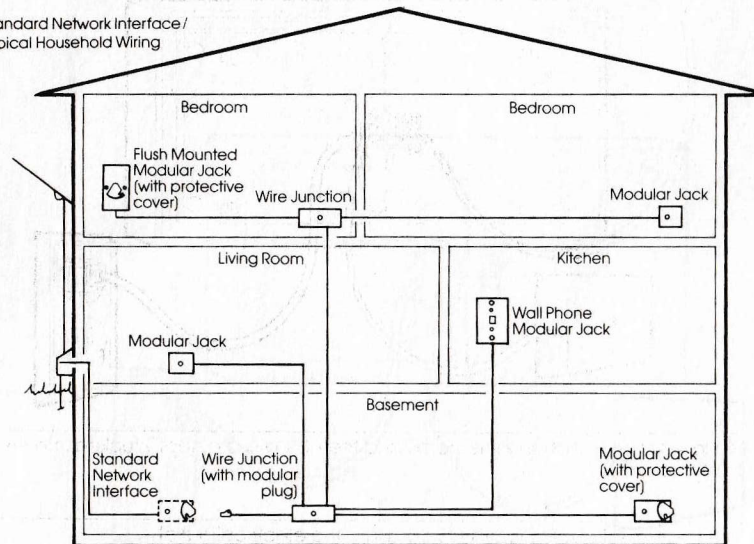 andard Network Interface/
pical Household Wiring
Bedroom
Bedroom
Flush Mounted
Modular Jack
(with protective
cover)
Wire Junction
Modular Jack
Living Room
Kitchen
Wall Phone
Modular Jack
Modular Jack
Basement
Standard
Network
Interface
Wire Junction
(with modular
plug)
Modular Jack
(with protective
cover)